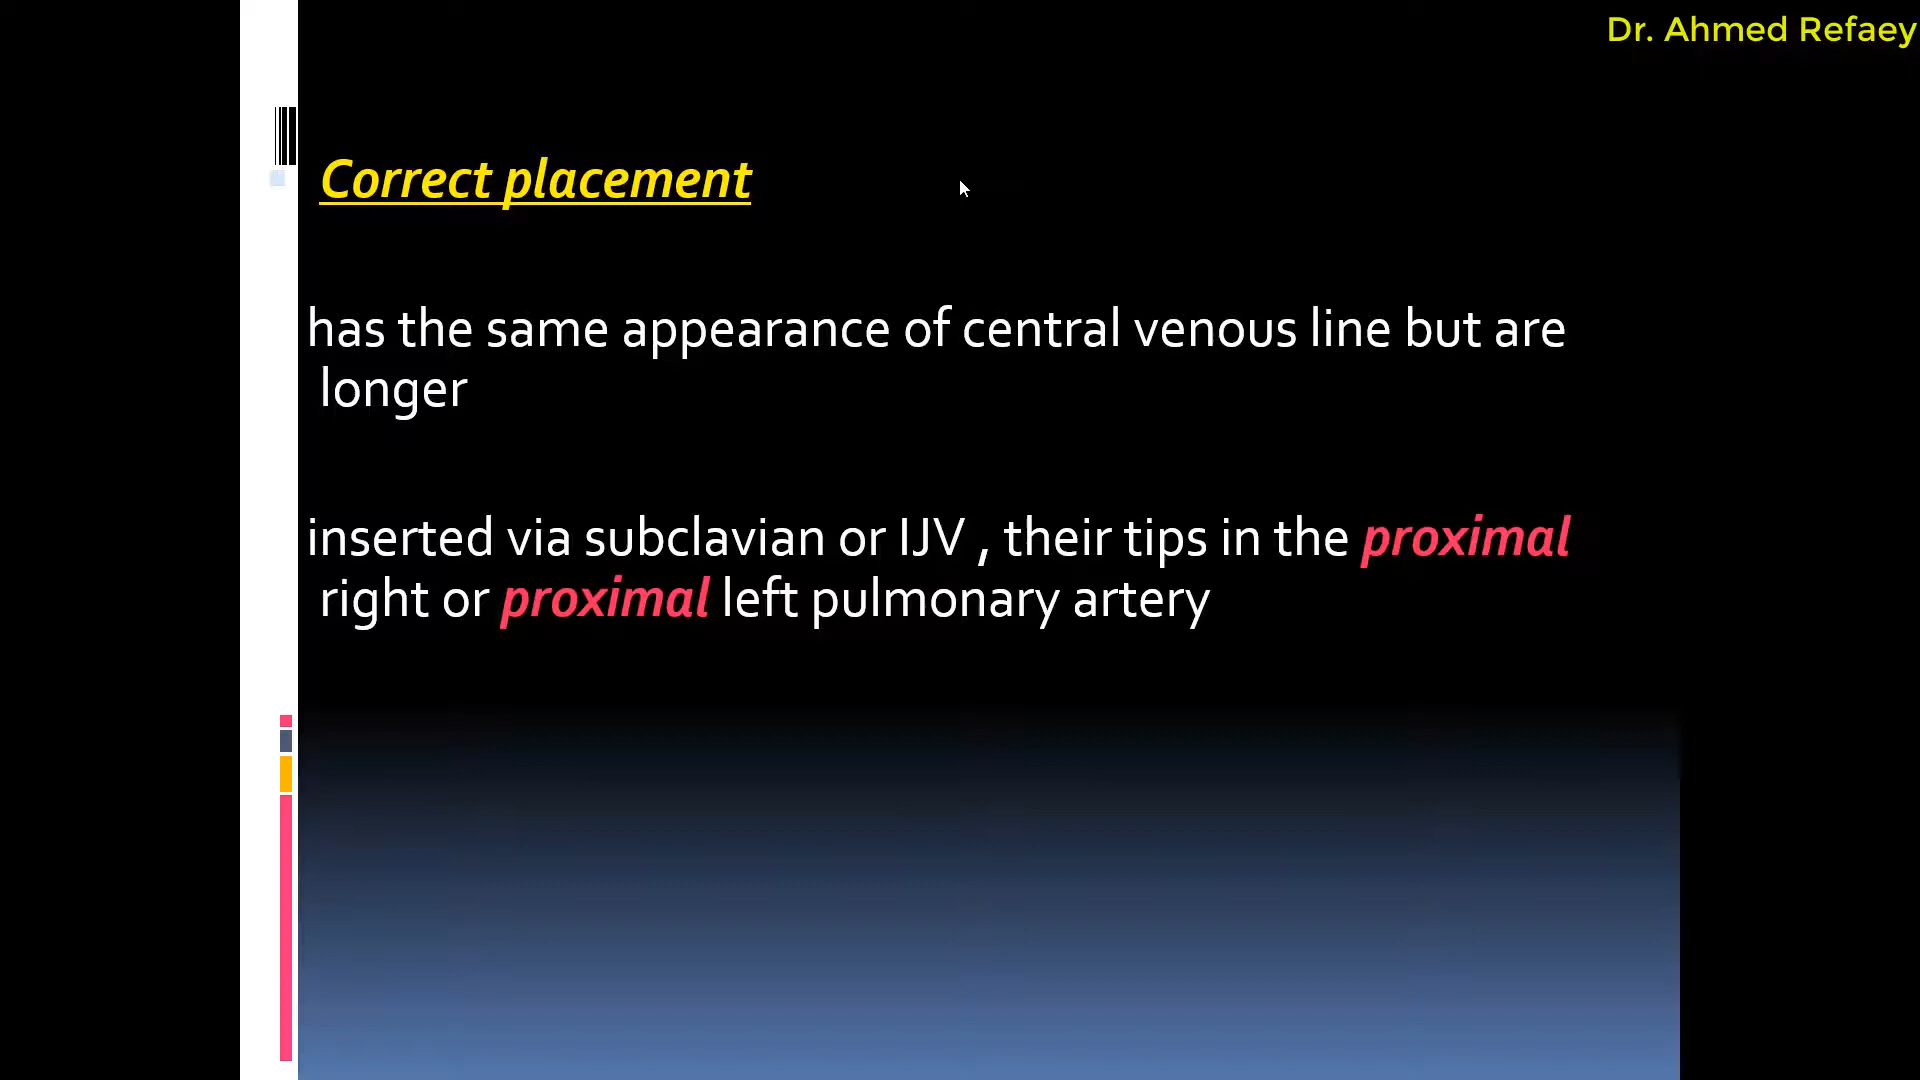 Dr. Ahmed Refaey
Correct placement
has the same appearance of central venous line but are
longer
inserted via subclavian or IJV , their tips in the proximal
right or proximal left pulmonary artery